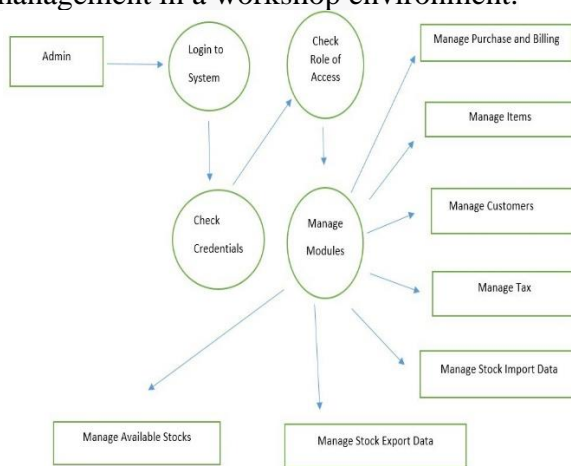 management in a workshop environment.
Admin
Login to
System
Check
Role of
Access
Manage Purchase and Billing
Manage Items
Check
Credentials
Manage
Modules
Manage Customers
Manage Tax
Manage Stock Import Data
Manage Available Stocks
Manage Stock Export Data